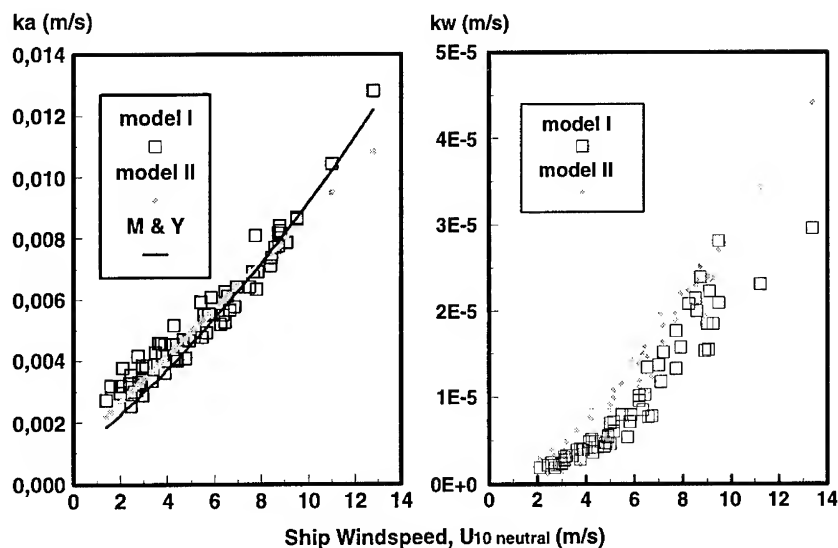 ka (m/s)
0,014
0,012
0,010
0,008
0,006
0,004
0,002
0,000
model I
model II
M & Y
0 2 4 6 8 10 12 14
kw (m/s)
5E-5
4E-5
3E-5
2E-5
1E-5
0E+0
model I
model II
0 2 4 6 8 10 12 14
Ship Windspeed, U10 neutral (m/s)